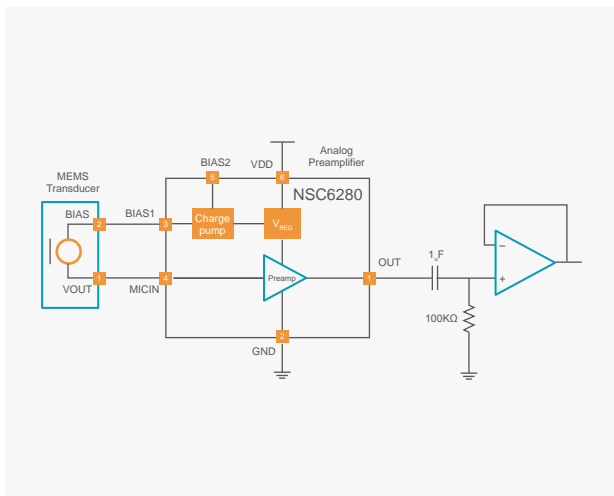 Analog
Preamplifier
BIAS2
VDD
5
6
NSC6280
MEMS
Transducer
BIAS
2
BIAS1
3
Charge
pump
VREG
1
VOUT
MICIN
4
Preamp
1
OUT
1uF
−
+
100KΩ
2
GND